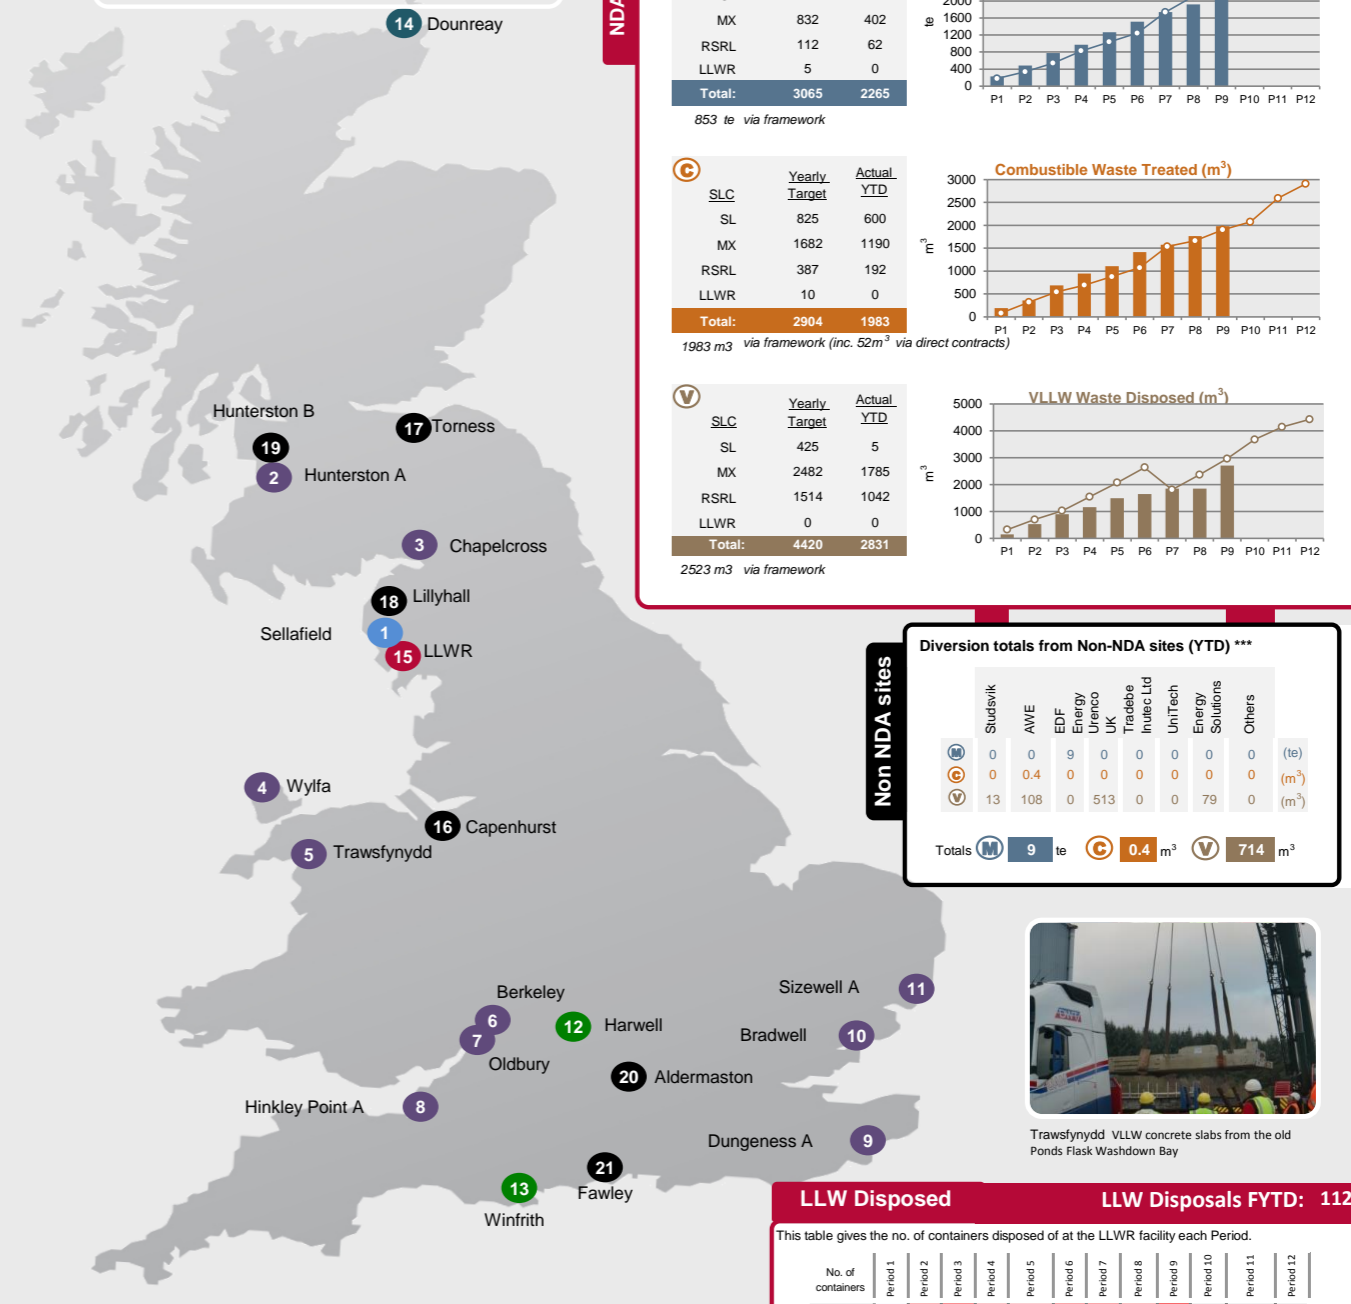 14 Dounreay
NDA
MX 832 402
RSRL 112 62
LLWR 5 0
Total: 3065 2265
853 te via framework
te
2000
1600
1200
800
400
0
P1 P2 P3 P4 P5 P6 P7 P8 P9 P10 P11 P12
C
SLC Yearly Target Actual YTD
SL 825 600
MX 1682 1190
RSRL 387 192
LLWR 10 0
Total: 2904 1983
1983 m3 via framework (inc. 52m³ via direct contracts)
Combustible Waste Treated (m³)
m³
3000
2500
2000
1500
1000
500
0
P1 P2 P3 P4 P5 P6 P7 P8 P9 P10 P11 P12
V
SLC Yearly Target Actual YTD
SL 425 5
MX 2482 1785
RSRL 1514 1042
LLWR 0 0
Total: 4420 2831
2523 m3 via framework
VLLW Waste Disposed (m³)
m³
5000
4000
3000
2000
1000
0
P1 P2 P3 P4 P5 P6 P7 P8 P9 P10 P11 P12
Hunterston B
19
17 Torness
2 Hunterston A
3 Chapelcross
18 Lillyhall
Sellafield 1
15 LLWR
4 Wylfa
16 Capenhurst
5 Trawsfynydd
Berkeley
6
7
Oldbury
12 Harwell
Sizewell A 11
Bradwell 10
20 Aldermaston
Hinkley Point A 8
Dungeness A 9
21
Fawley
13
Winfrith
Non NDA sites
Diversion totals from Non-NDA sites (YTD) ***
Studsvik
AWE
EDF Energy
Urenco UK
Tradebe Inutec Ltd
UniTech
Energy Solutions
Others
M 0 0 9 0 0 0 0 0 (te)
C 0 0.4 0 0 0 0 0 0 (m³)
V 13 108 0 513 0 0 79 0 (m³)
Totals M 9 te C 0.4 m³ V 714 m³
Trawsfynydd VLLW concrete slabs from the old
Ponds Flask Washdown Bay
LLW Disposed LLW Disposals FYTD: 112
This table gives the no. of containers disposed of at the LLWR facility each Period.
No. of
containers
Period 1
Period 2
Period 3
Period 4
Period 5
Period 6
Period 7
Period 8
Period 9
Period 10
Period 11
Period 12